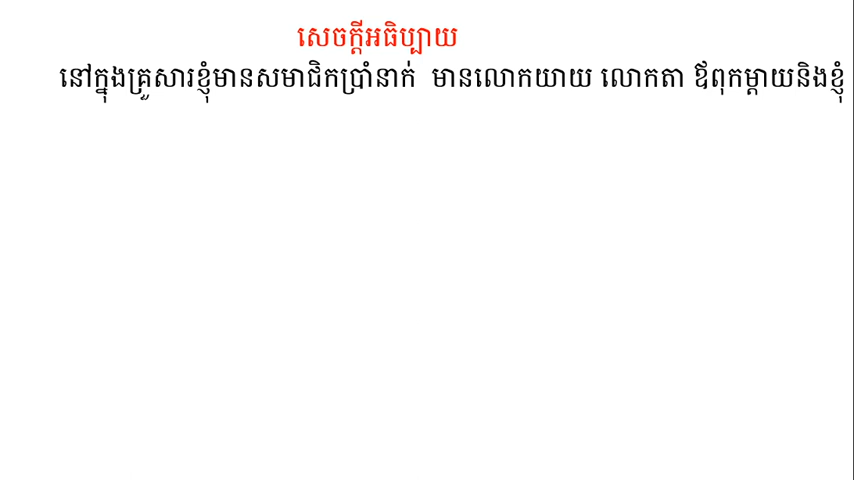 សេចក្តីអធិប្បាយ
នៅក្នុងគ្រួសារខ្ញុំមានសមាជិកប្រាំនាក់ មានលោកយាយ លោកតា ឪពុកម្តាយនិងខ្ញុំ